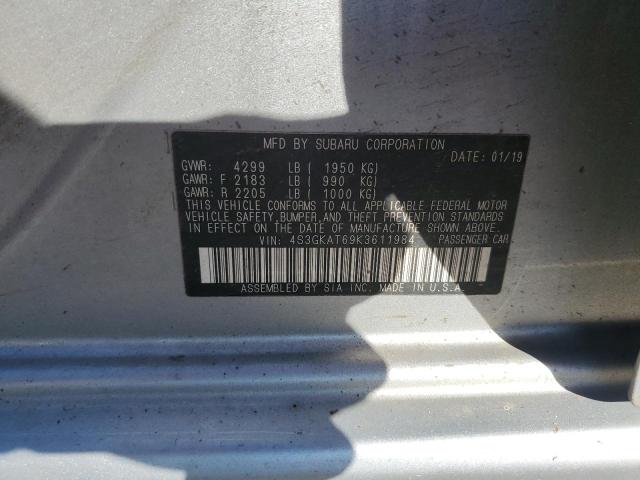 MFD BY SUBARU CORPORATION
DATE: 01/19
GVWR: 4299 LB ( 1950 KG)
GAWR: F 2183 LB ( 990 KG)
GAWR: R 2205 LB ( 1000 KG)
THIS VEHICLE CONFORMS TO ALL APPLICABLE FEDERAL MOTOR
VEHICLE SAFETY, BUMPER, AND THEFT PREVENTION STANDARDS
IN EFFECT ON THE DATE OF MANUFACTURE SHOWN ABOVE.
VIN: 4S3GKAT69K3611984 PASSENGER CAR
ASSEMBLED BY SIA INC. MADE IN U.S.A.